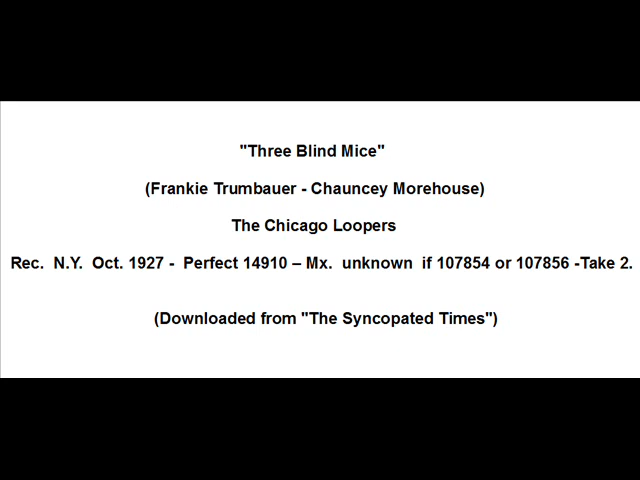 "Three Blind Mice"
(Frankie Trumbauer - Chauncey Morehouse)
The Chicago Loopers
Rec.  N.Y.  Oct. 1927 -  Perfect 14910 – Mx.  unknown  if 107854 or 107856 -Take 2.
(Downloaded from "The Syncopated Times")